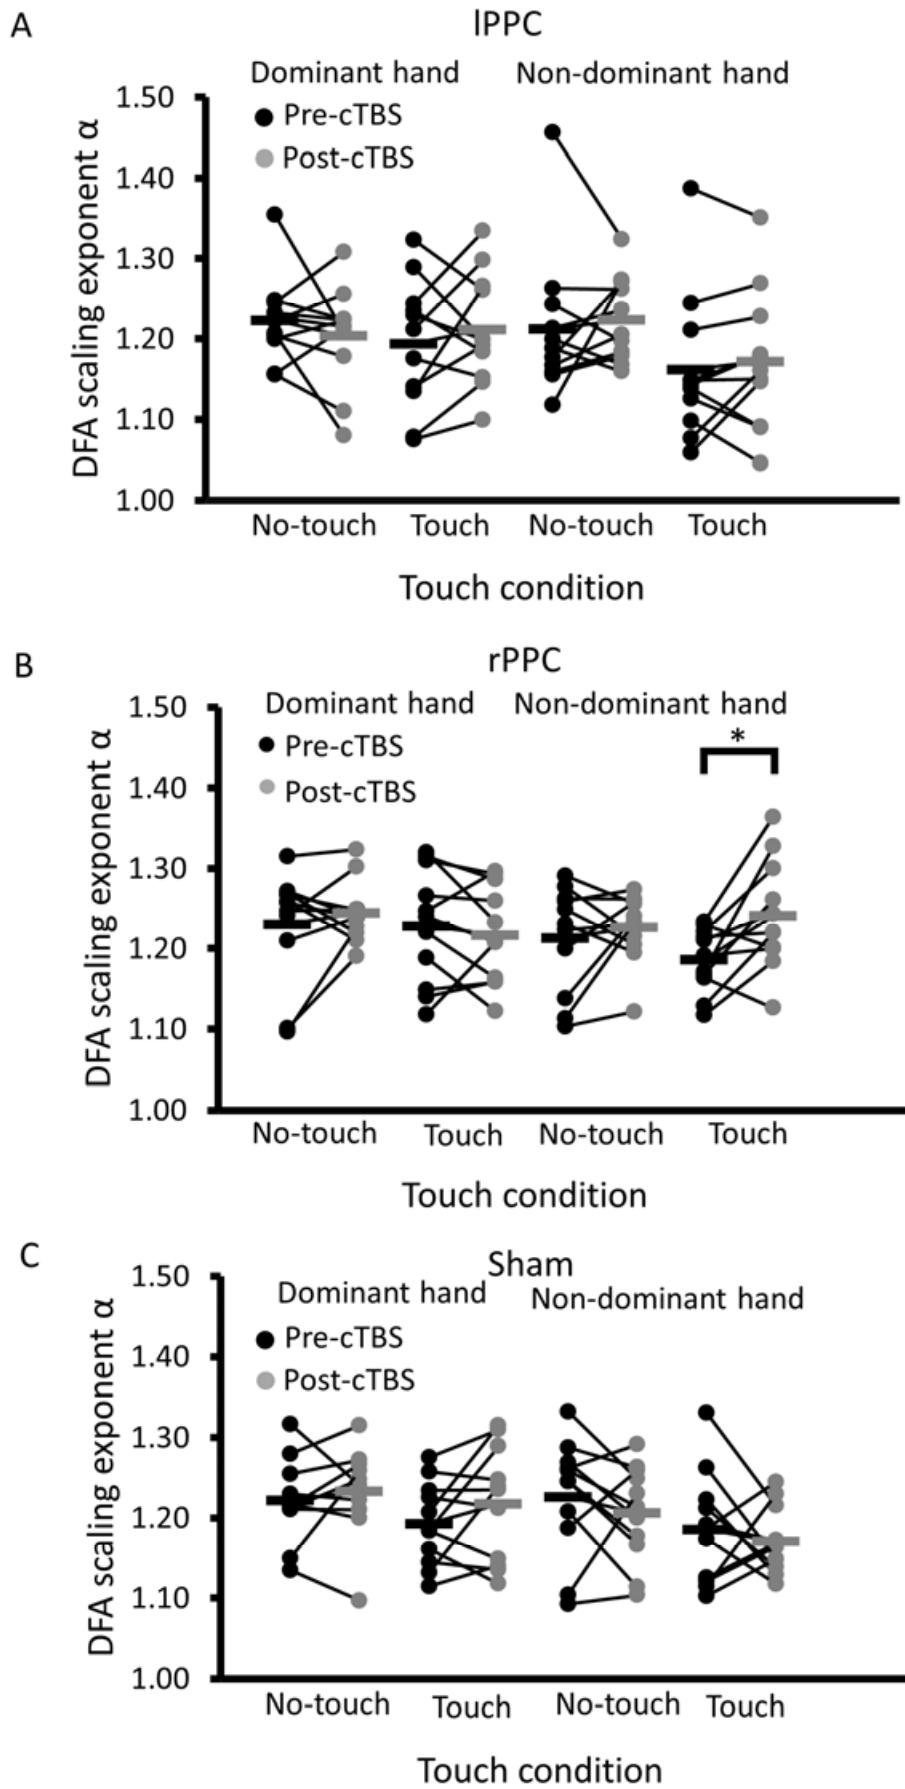 A
lPPC
Dominant hand Non-dominant hand
Pre-cTBS
Post-cTBS
DFA scaling exponent α
1.50
1.40
1.30
1.20
1.10
1.00
No-touch Touch No-touch Touch
Touch condition
B
rPPC
Dominant hand Non-dominant hand
Pre-cTBS
Post-cTBS
*
DFA scaling exponent α
1.50
1.40
1.30
1.20
1.10
1.00
No-touch Touch No-touch Touch
Touch condition
C
Sham
Dominant hand Non-dominant hand
Pre-cTBS
Post-cTBS
DFA scaling exponent α
1.50
1.40
1.30
1.20
1.10
1.00
No-touch Touch No-touch Touch
Touch condition